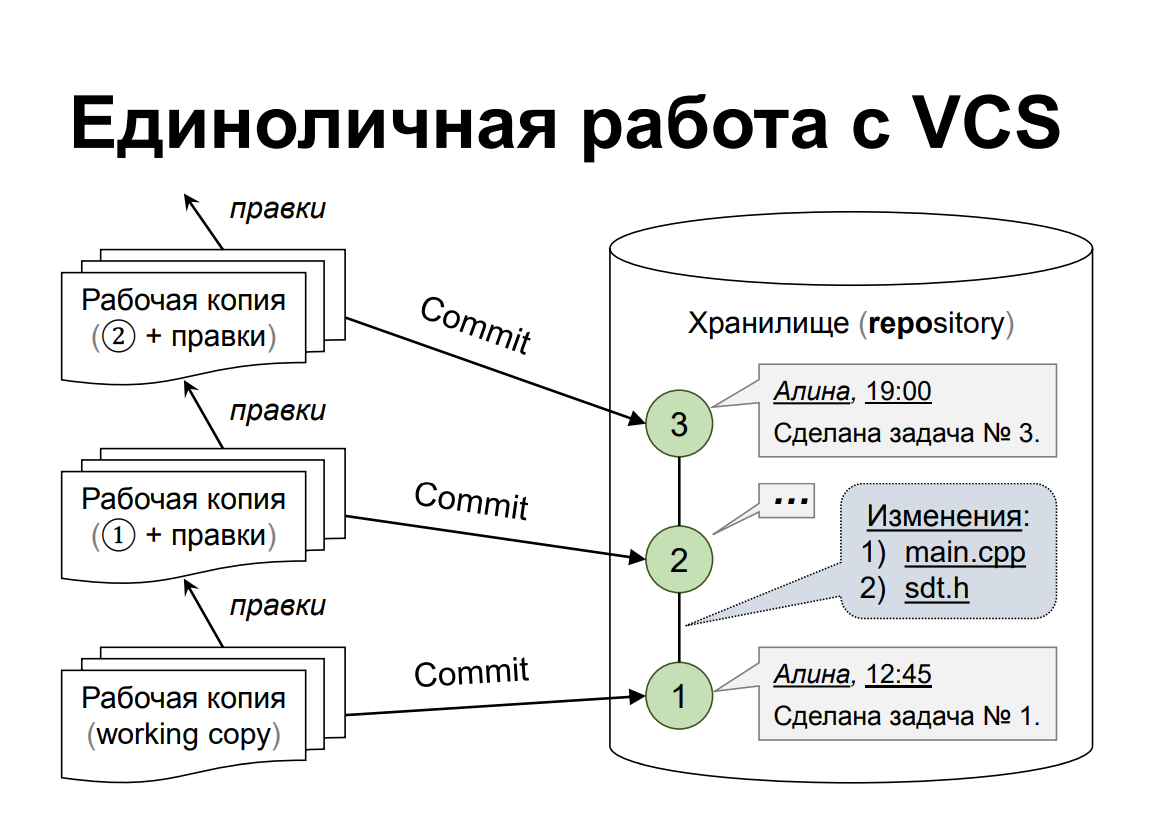 Единоличная работа с VCS
правки
Рабочая копия
(② + правки)
Commit
правки
Рабочая копия
(① + правки)
Commit
правки
Рабочая копия
(working copy)
Commit
Хранилище (repository)
3
Алина, 19:00
Сделана задача № 3.
2
...
Изменения:
1) main.cpp
2) sdt.h
1
Алина, 12:45
Сделана задача № 1.